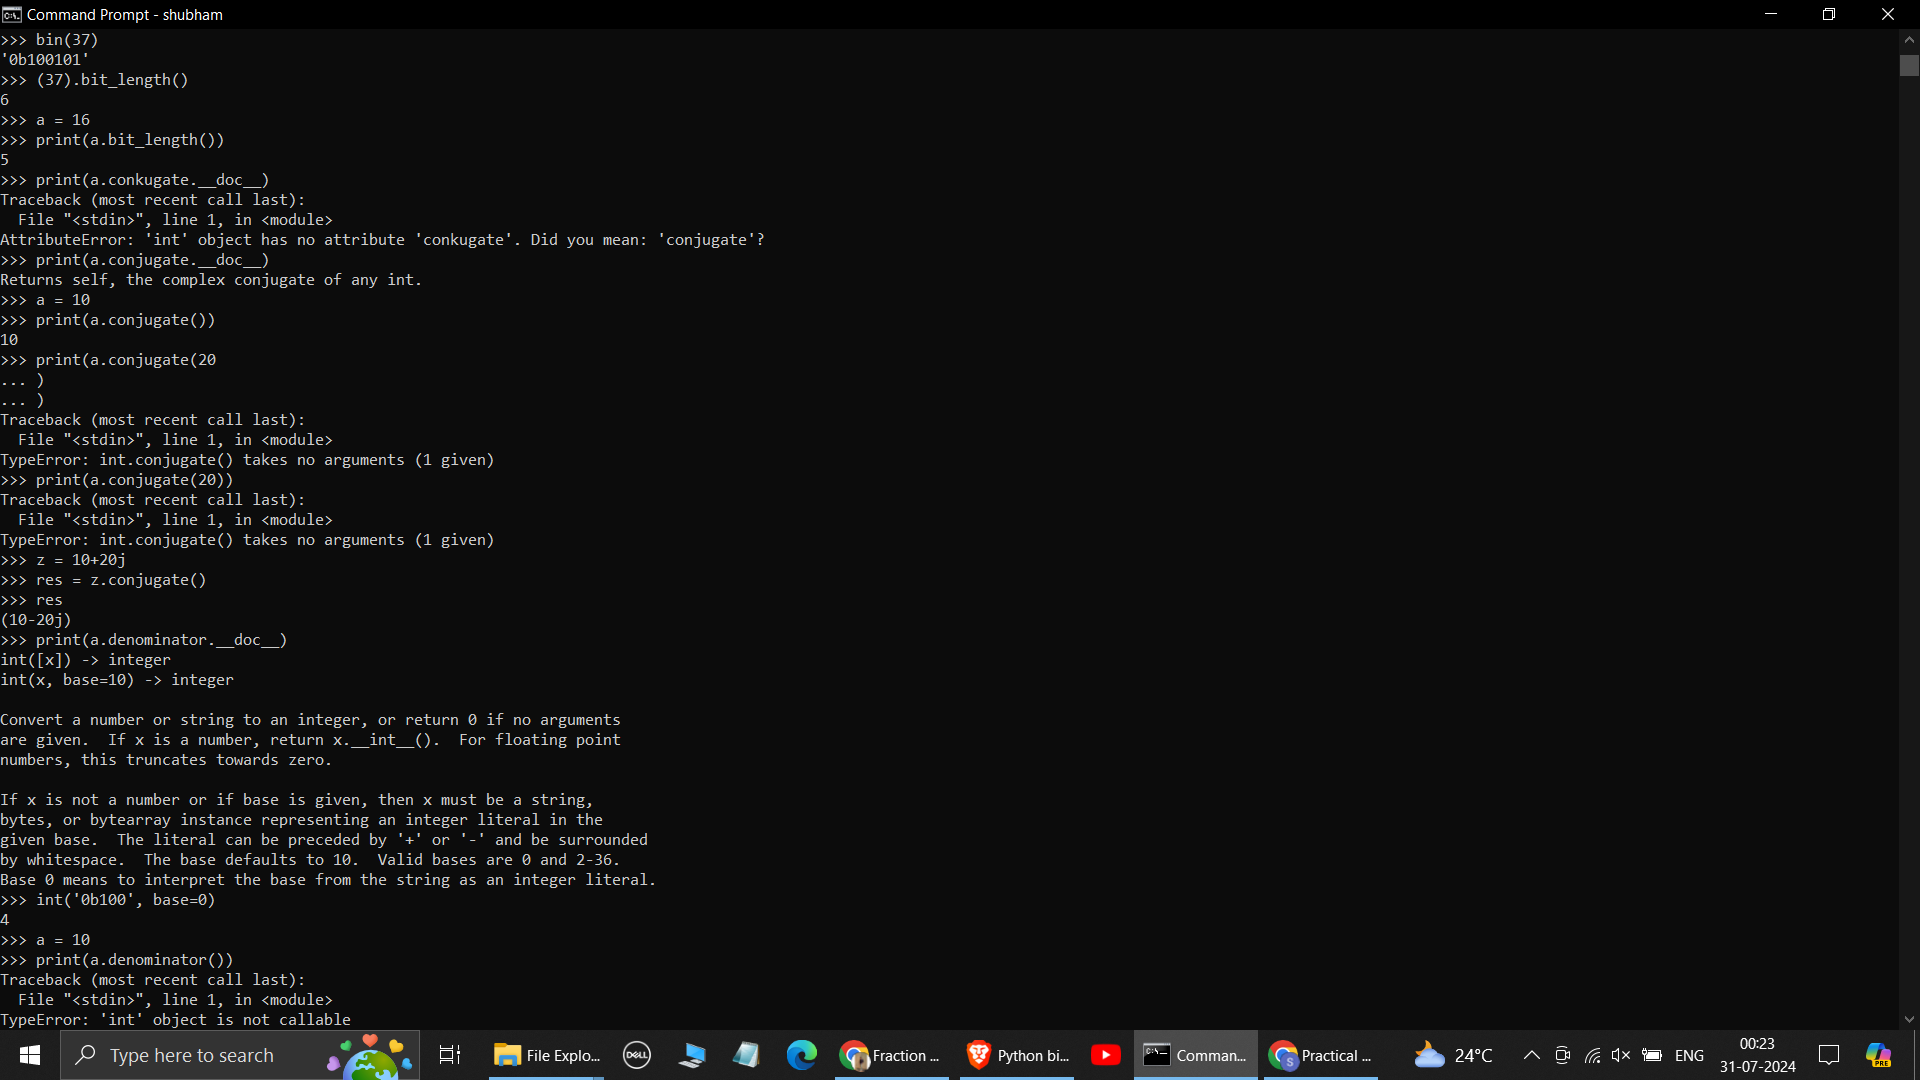 Command Prompt - shubham
>>> bin(37)
'0b100101'
>>> (37).bit_length()
6
>>> a = 16
>>> print(a.bit_length())
5
>>> print(a.conkugate.__doc__)
Traceback (most recent call last):
  File "<stdin>", line 1, in <module>
AttributeError: 'int' object has no attribute 'conkugate'. Did you mean: 'conjugate'?
>>> print(a.conjugate.__doc__)
Returns self, the complex conjugate of any int.
>>> a = 10
>>> print(a.conjugate())
10
>>> print(a.conjugate(20
... )
... )
Traceback (most recent call last):
  File "<stdin>", line 1, in <module>
TypeError: int.conjugate() takes no arguments (1 given)
>>> print(a.conjugate(20))
Traceback (most recent call last):
  File "<stdin>", line 1, in <module>
TypeError: int.conjugate() takes no arguments (1 given)
>>> z = 10+20j
>>> res = z.conjugate()
>>> res
(10-20j)
>>> print(a.denominator.__doc__)
int([x]) -> integer
int(x, base=10) -> integer

Convert a number or string to an integer, or return 0 if no arguments
are given.  If x is a number, return x.__int__().  For floating point
numbers, this truncates towards zero.

If x is not a number or if base is given, then x must be a string,
bytes, or bytearray instance representing an integer literal in the
given base.  The literal can be preceded by '+' or '-' and be surrounded
by whitespace.  The base defaults to 10.  Valid bases are 0 and 2-36.
Base 0 means to interpret the base from the string as an integer literal.
>>> int('0b100', base=0)
4
>>> a = 10
>>> print(a.denominator())
Traceback (most recent call last):
  File "<stdin>", line 1, in <module>
TypeError: 'int' object is not callable
Type here to search
File Explo...
DELL
Fraction ...
Python bi...
Comman...
S
Practical ...
24°C
ENG
00:23
31-07-2024
PRE